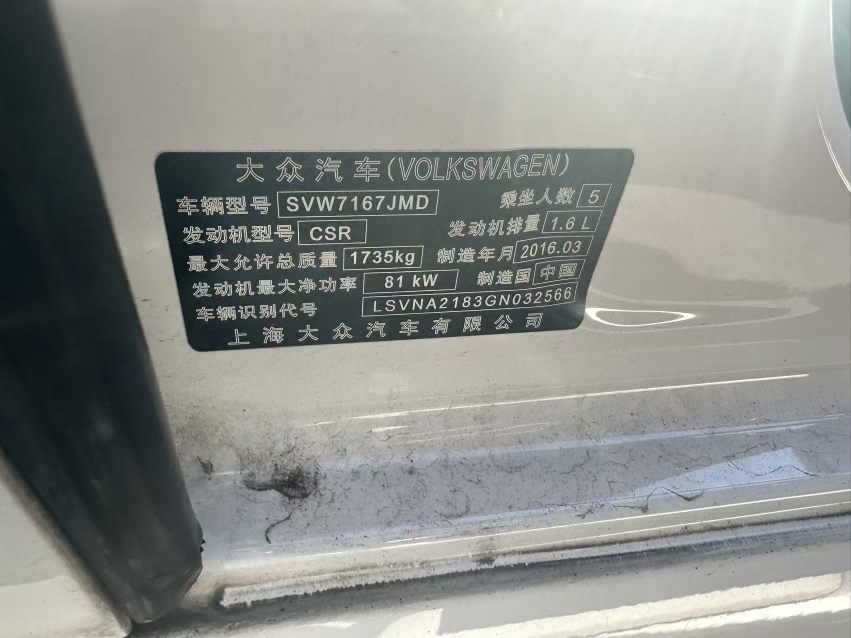 大众汽车(VOLKSWAGEN)
车辆型号 SVW7167JMD 乘坐人数 5
发动机型号 CSR 发动机排量 1.6 L
最大允许总质量 1735kg 制造年月 2016.03
发动机最大净功率 81 kW 制造国 中国
车辆识别代号 LSVNA2183GN032566
上海大众汽车有限公司